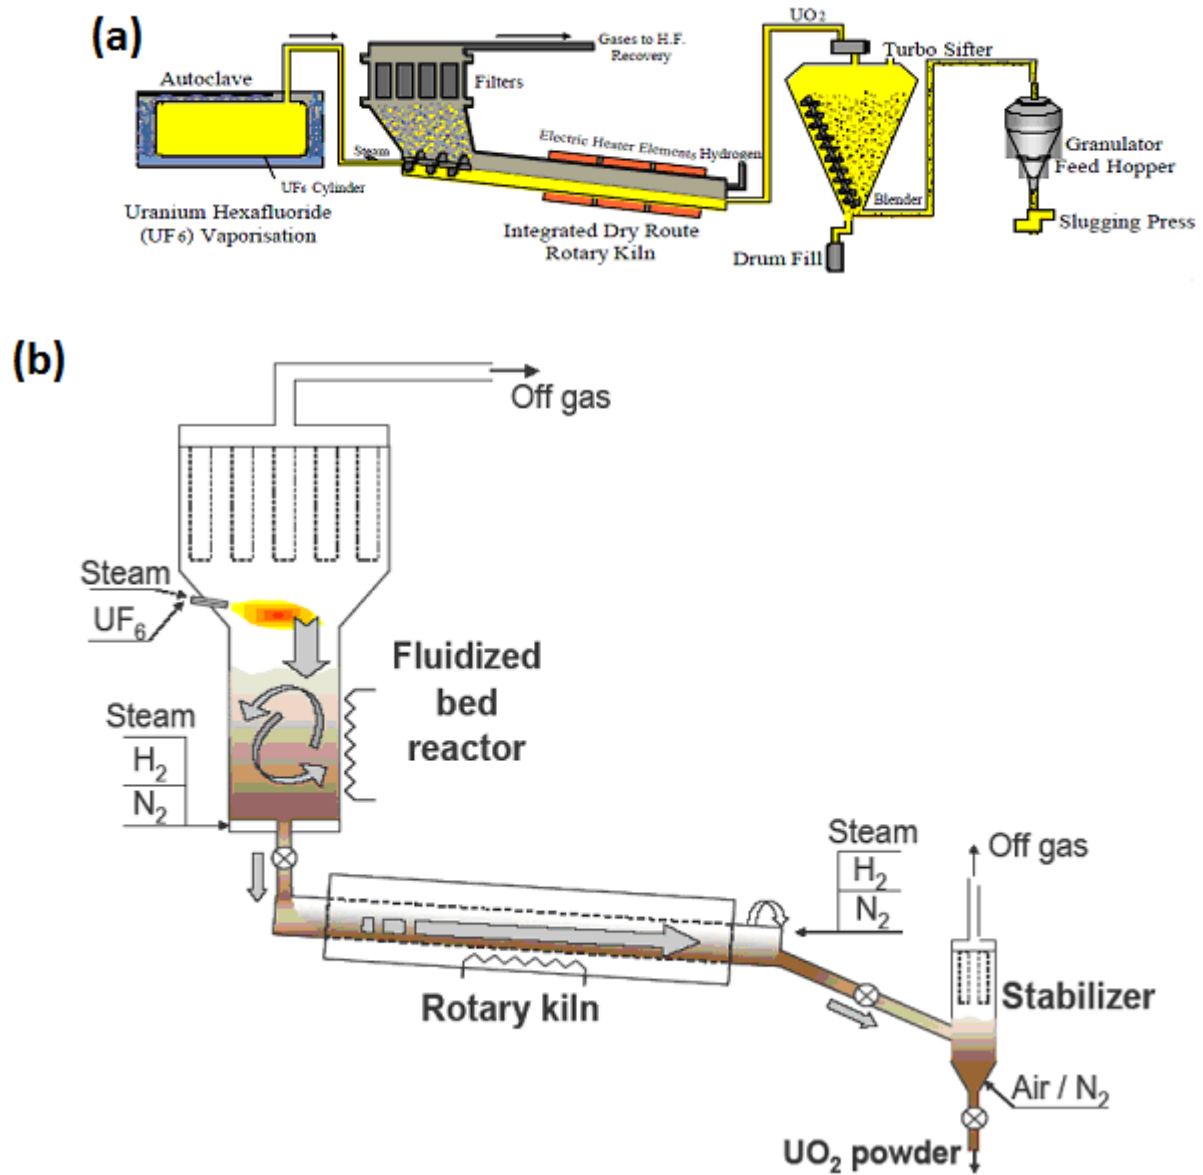 (a)
UO2
Gases to H.F.
Recovery
Turbo Sifter
Autoclave
Filters
Electric Heater Elements
Hydrogen
Granulator
Feed Hopper
Steam
UF6 Cylinder
Blender
Uranium Hexafluoride
(UF6) Vaporisation
Integrated Dry Route
Rotary Kiln
Slugging Press
Drum Fill
(b)
Off gas
Steam
UF6
Fluidized
bed
reactor
Steam
H2
N2
Steam
H2
N2
Off gas
Rotary kiln
Stabilizer
Air / N2
UO2 powder